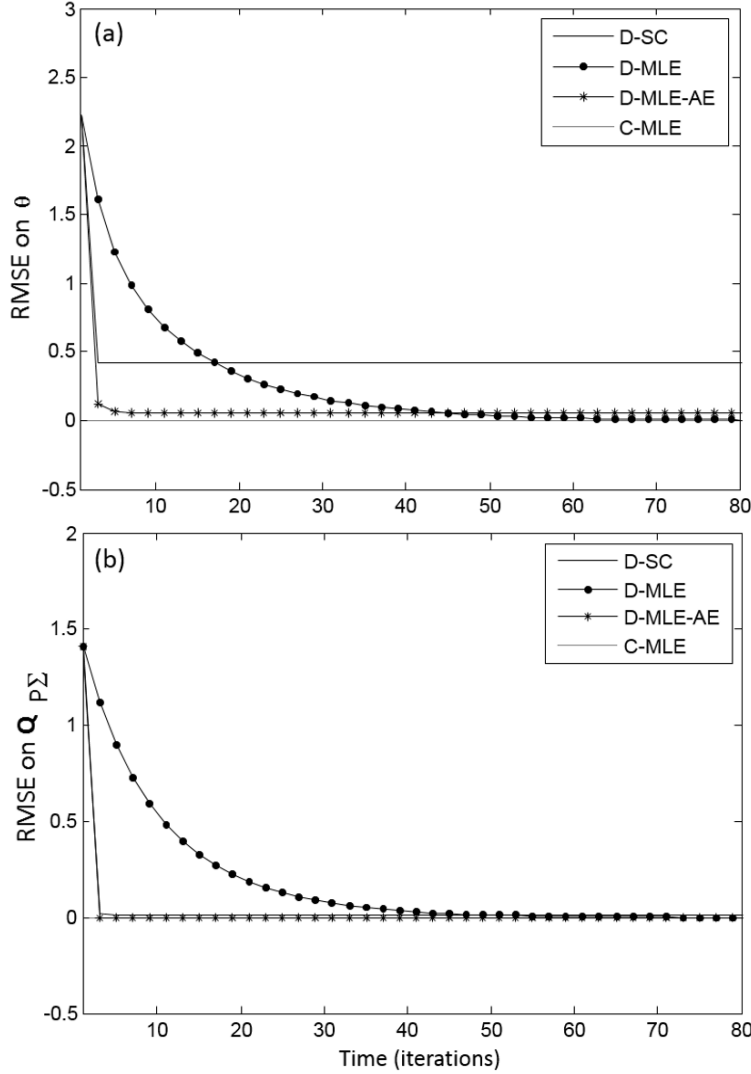 (a)
D-SC
D-MLE
D-MLE-AE
C-MLE
RMSE on θ
3
2.5
2
1.5
1
0.5
0
-0.5
10 20 30 40 50 60 70 80
(b)
D-SC
D-MLE
D-MLE-AE
C-MLE
RMSE on Q PΣ
2
1.5
1
0.5
0
-0.5
10 20 30 40 50 60 70 80
Time (iterations)